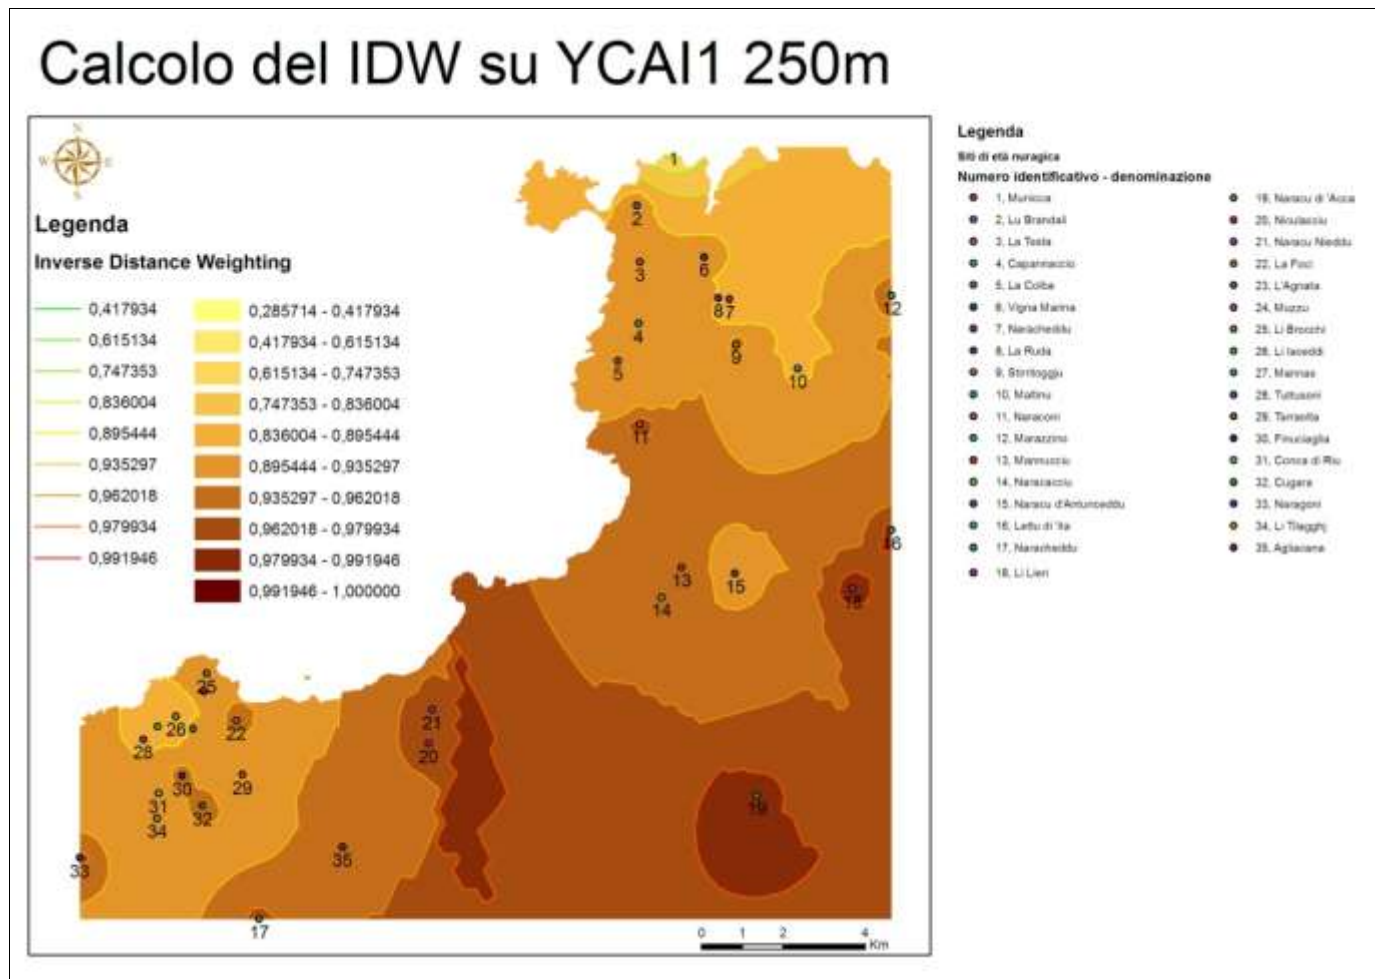 Calcolo del IDW su YCAI1 250m
N
W E
S
Legenda
Inverse Distance Weighting
0,417934
0,615134
0,747353
0,836004
0,895444
0,935297
0,962018
0,979934
0,991946
0,285714 - 0,417934
0,417934 - 0,615134
0,615134 - 0,747353
0,747353 - 0,836004
0,836004 - 0,895444
0,895444 - 0,935297
0,935297 - 0,962018
0,962018 - 0,979934
0,979934 - 0,991946
0,991946 - 1,000000
1
2
3
6
8 7
12
4
9
5
10
11
16
13
15
14
18
25
21
26
22
28
20
30
29
19
31
32
34
35
33
17
0 1 2 4
Km
Legenda
Siti di età nuragica
Numero identificativo - denominazione
1, Municca
2, Lu Brandali
3, La Testa
4, Capannaccio
5, La Colba
6, Vigna Marina
7, Naracheddu
8, La Ruda
9, Stirritoggju
10, Maltinu
11, Naraconi
12, Marazzino
13, Mannucciu
14, Naracaiciu
15, Naracu d'Antunceddu
16, Lettu di 'lia
17, Naracheddu
18, Li Lieri
19, Naracu di 'Acca
20, Niculacciu
21, Naracu Nieddu
22, La Foci
23, L'Agnata
24, Muzzu
25, Li Brocchi
26, Li Iaceddi
27, Mannas
28, Tuttusoni
29, Tarraotta
30, Finuciaglia
31, Conca di Riu
32, Cugara
33, Naragoni
34, Li Tilagghj
35, Agliaciana